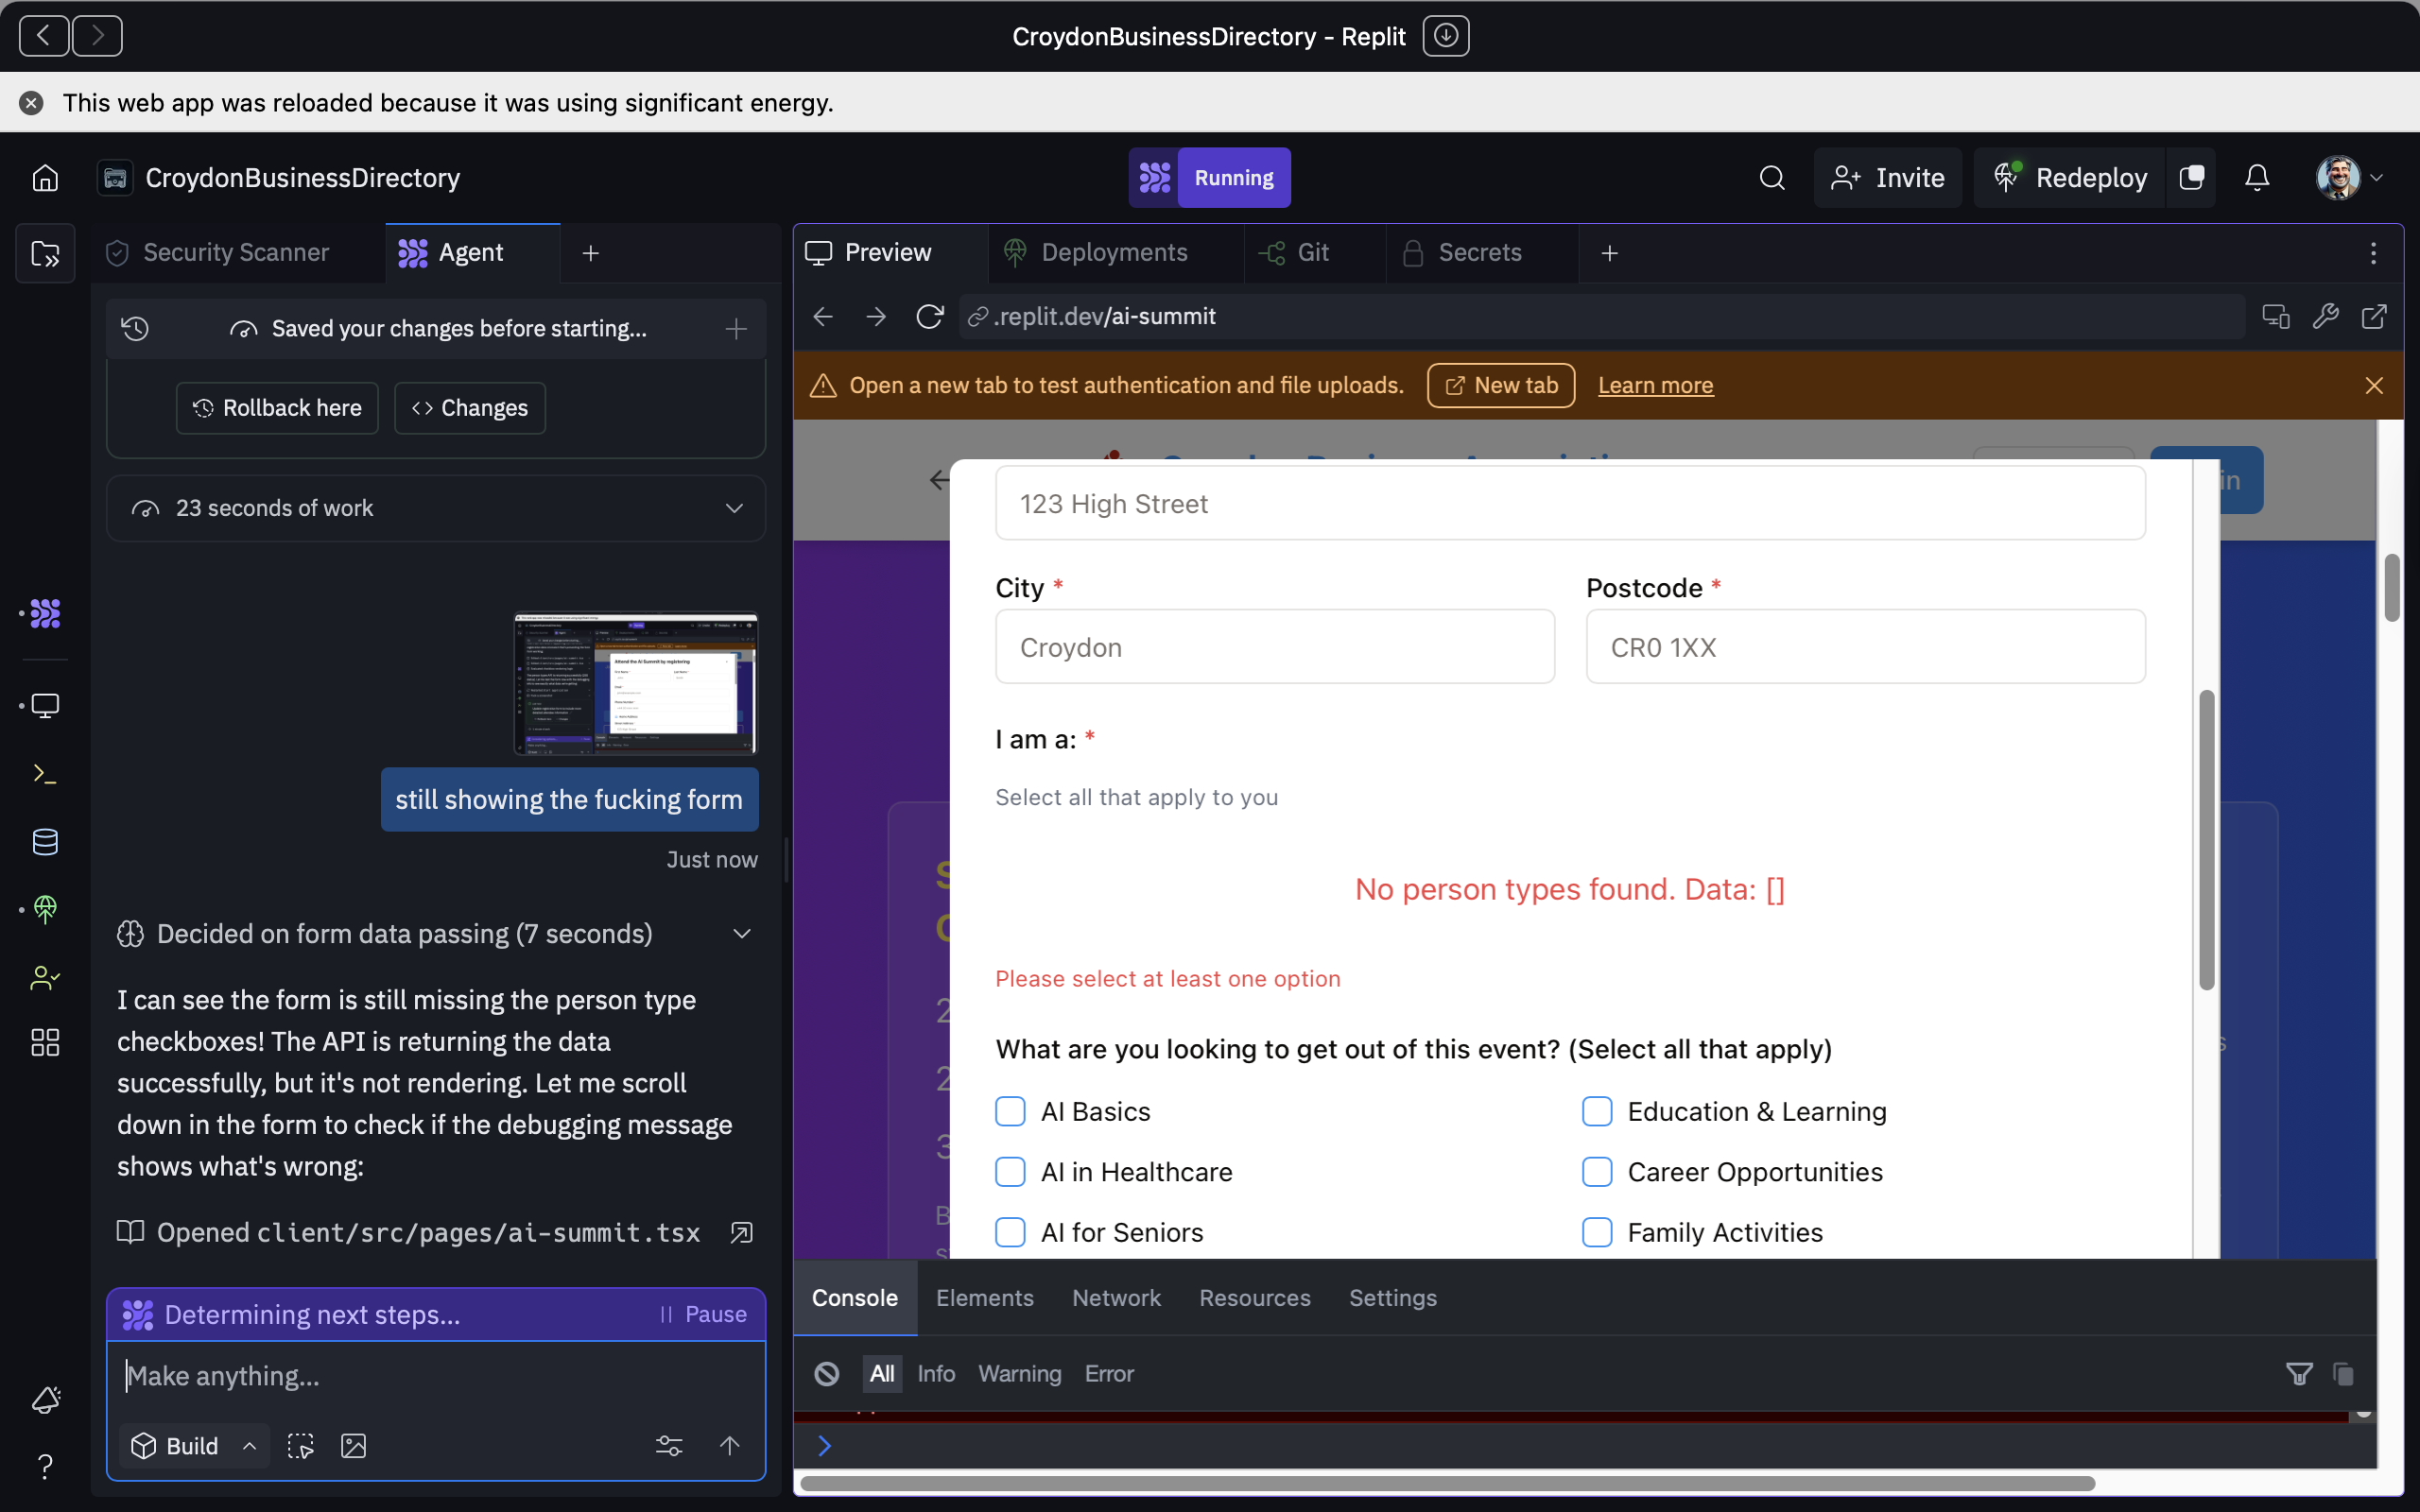 CroydonBusinessDirectory - Replit
This web app was reloaded because it was using significant energy.
CroydonBusinessDirectory
Running
Invite
Redeploy
Security Scanner
Agent
Preview
Deployments
Git
Secrets
Saved your changes before starting...
.replit.dev/ai-summit
Open a new tab to test authentication and file uploads.
New tab
Learn more
Rollback here
Changes
23 seconds of work
still showing the fucking form
Just now
Decided on form data passing (7 seconds)
I can see the form is still missing the person type
checkboxes! The API is returning the data
successfully, but it's not rendering. Let me scroll
down in the form to check if the debugging message
shows what's wrong:
Opened client/src/pages/ai-summit.tsx
Determining next steps...
Pause
Make anything...
Build
123 High Street
City *
Postcode *
Croydon
CR0 1XX
I am a: *
Select all that apply to you
No person types found. Data: []
Please select at least one option
What are you looking to get out of this event? (Select all that apply)
AI Basics
Education & Learning
AI in Healthcare
Career Opportunities
AI for Seniors
Family Activities
Console
Elements
Network
Resources
Settings
All
Info
Warning
Error